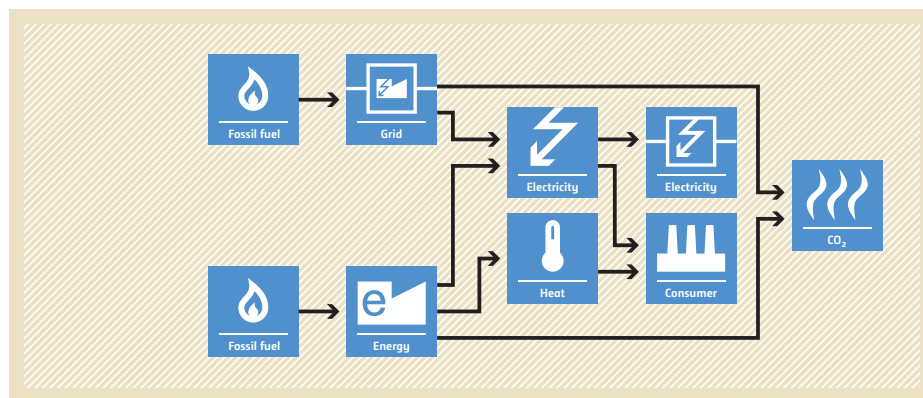 Fossil fuel
Grid
Electricity
Electricity
CO₂
Heat
Consumer
Fossil fuel
e
Energy